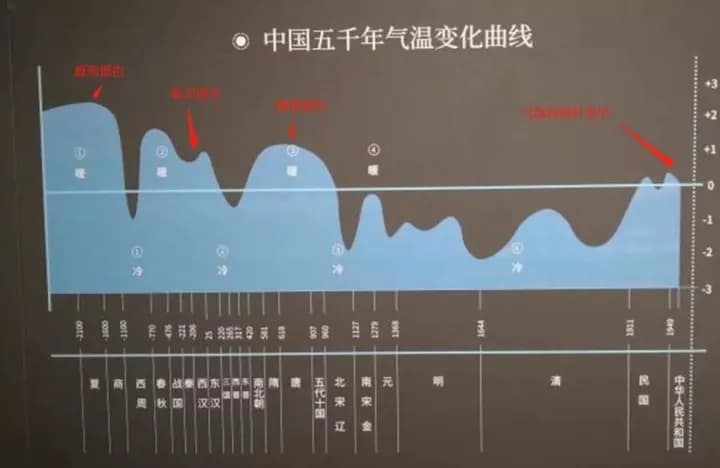 中国五千年气温变化曲线
+3
+2
+1
0
-1
-2
-3
① 暖
② 暖
③ 暖
④ 暖
① 冷
② 冷
③ 冷
④ 冷
-2100
-1600
-1100
-770
476
-221
-206
25
220
265
317
420
581
618
907
960
1127
1279
1368
1644
1911
1949
夏
商
西周
春秋
战国
秦
西汉
东汉
三国
西晋
东晋
南北朝
隋
唐
五代十国
北宋 辽
南宋 金
元
明
清
民国
中华人民共和国